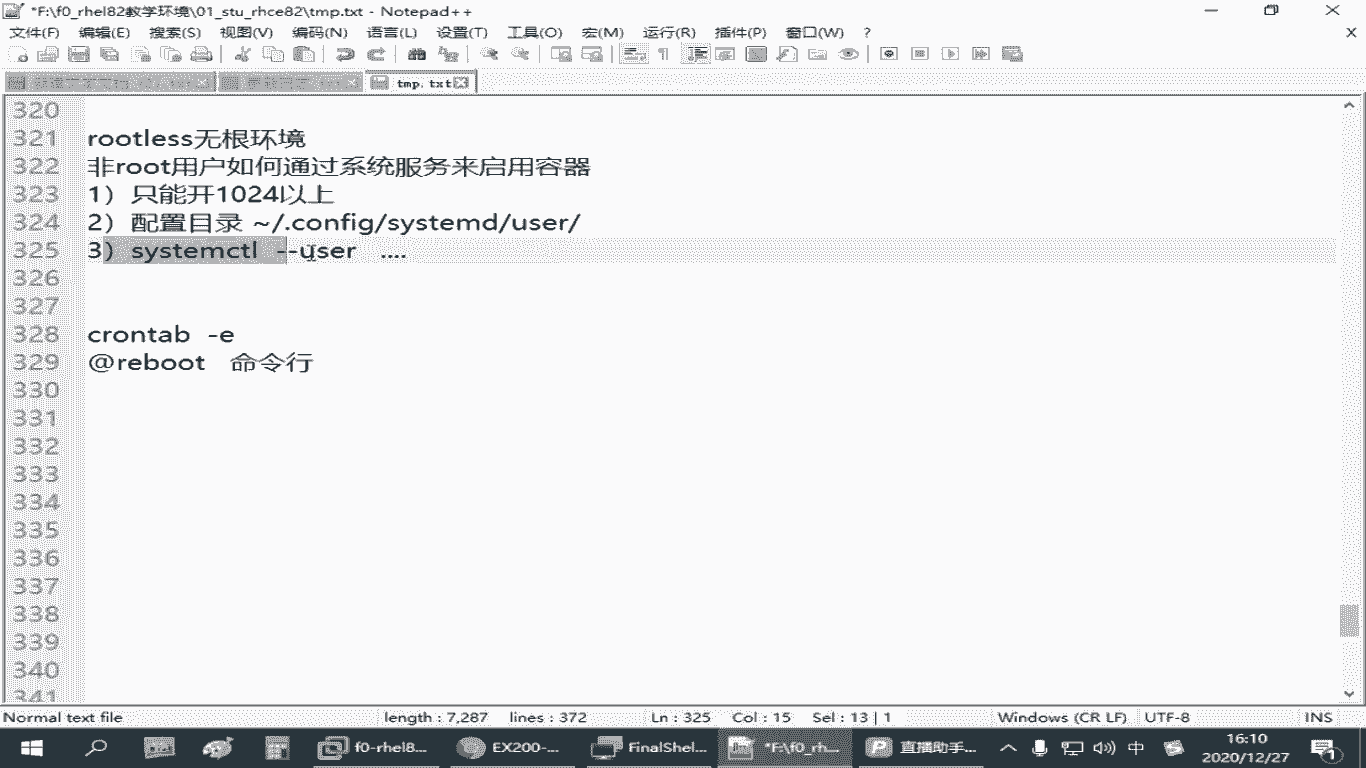 *F:\f0_rhel82教学环境\01_stu_rhce82\tmp.txt - Notepad++
文件(F) 编辑(E) 搜索(S) 视图(V) 编码(N) 语言(L) 设置(T) 工具(O) 宏(M) 运行(R) 插件(P) 窗口(W) ? X
tmp.txt
320
321 rootless无根环境
322 非root用户如何通过系统服务来启用容器
323 1）只能开1024以上
324 2）配置目录 ~/.config/systemd/user/
325 3）systemctl --user ....
326
327
328 crontab -e
329 @reboot 命令行
330
331
332
333
334
335
336
337
338
339
340
341
Normal text file length : 7,287 lines : 372 Ln : 325 Col : 15 Sel : 13 | 1 Windows (CR LF) UTF-8 INS
f0-rhel8... EX200-... FinalShel... *F:\f0_rh... 直播助手... 中 16:10
2020/12/27
1